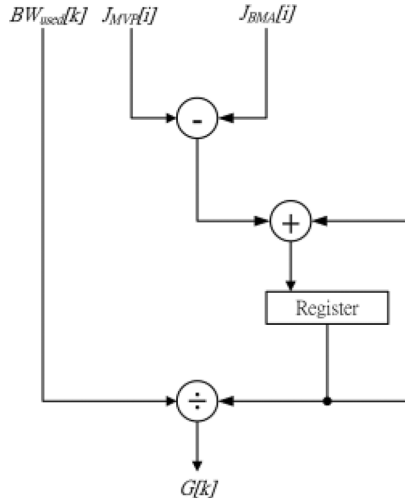 BW_used[k] J_MVP[i] J_BMA[i]
-
+
Register
÷
G[k]